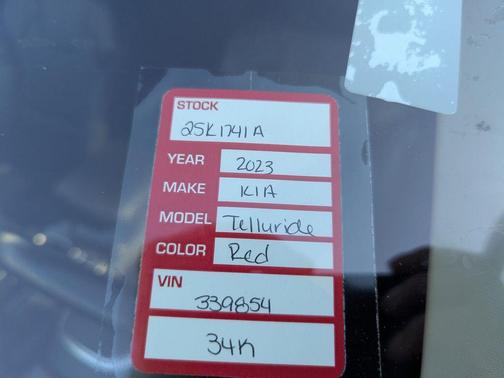 STOCK
25K1741A
YEAR 2023
MAKE KIA
MODEL Telluride
COLOR Red
VIN
339854
34K